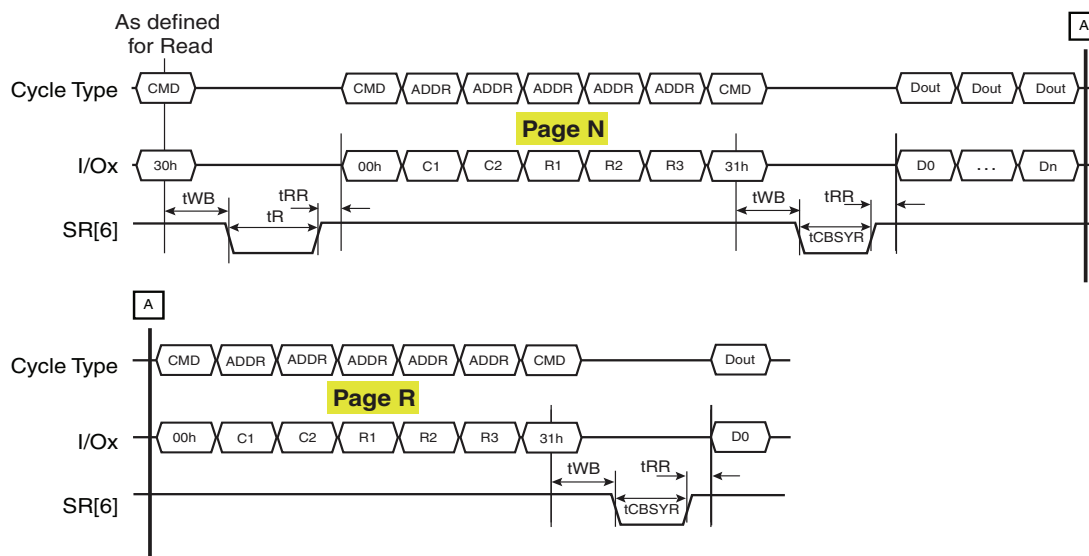 As defined
for Read
A
Cycle Type CMD CMD ADDR ADDR ADDR ADDR ADDR CMD Dout Dout Dout
Page N
I/Ox 30h 00h C1 C2 R1 R2 R3 31h D0 ... Dn
tWB tRR tWB tRR
SR[6] tR tCBSYR
A
Cycle Type CMD ADDR ADDR ADDR ADDR ADDR CMD Dout
Page R
I/Ox 00h C1 C2 R1 R2 R3 31h D0
tWB tRR
SR[6] tCBSYR